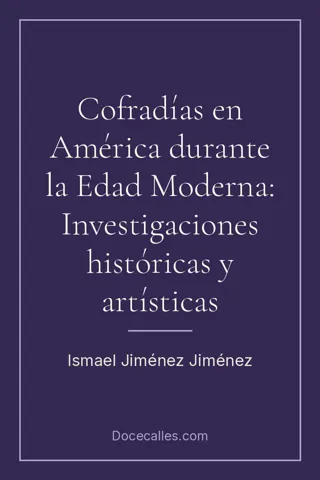 Cofradías en
América durante
la Edad Moderna:
Investigaciones
históricas y
artísticas
Ismael Jiménez Jiménez
Docecalles.com